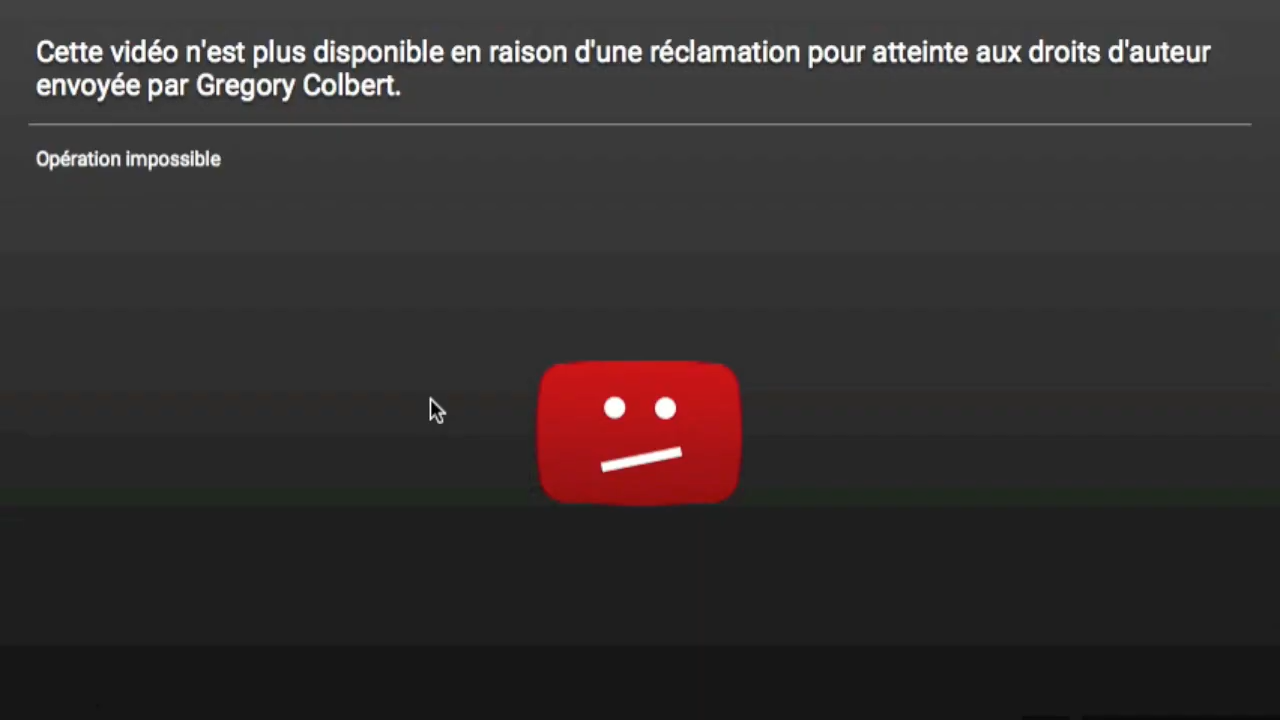 Cette vidéo n'est plus disponible en raison d'une réclamation pour atteinte aux droits d'auteur
envoyée par Gregory Colbert.
Opération impossible